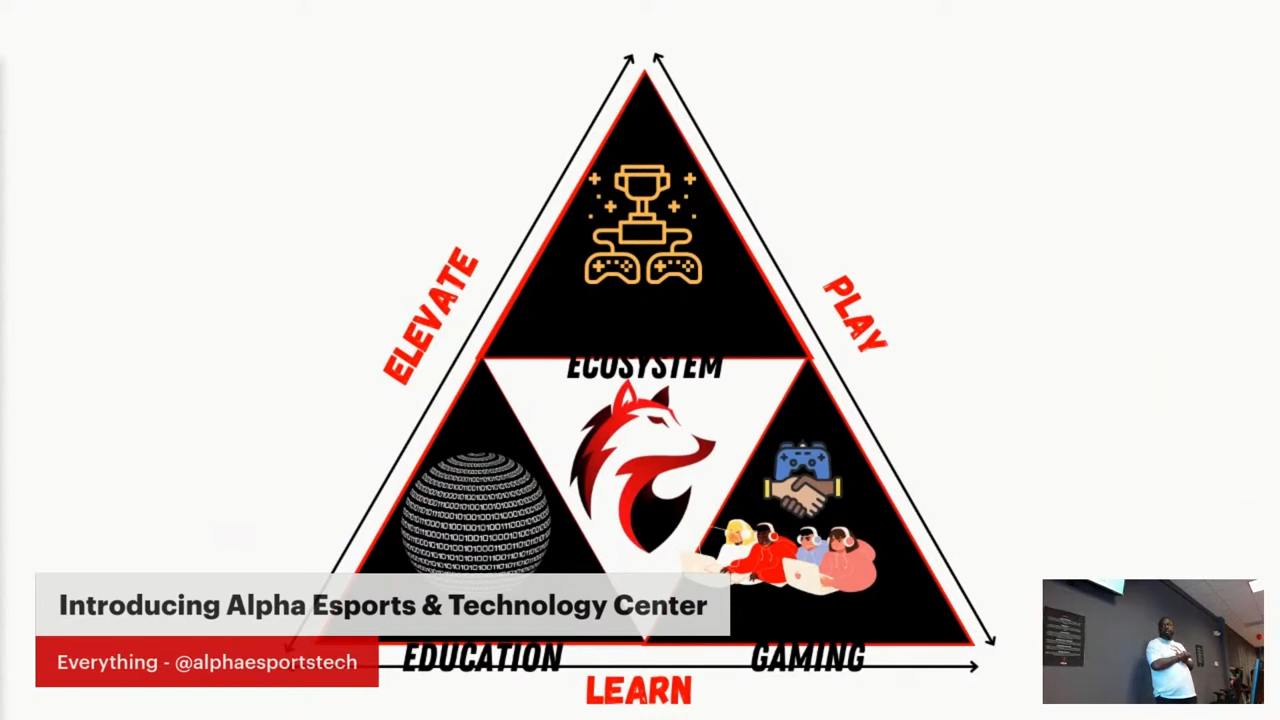 ELEVATE
PLAY
ECOSYSTEM
Introducing Alpha Esports & Technology Center
Everything - @alphaesportstech
EDUCATION
GAMING
LEARN